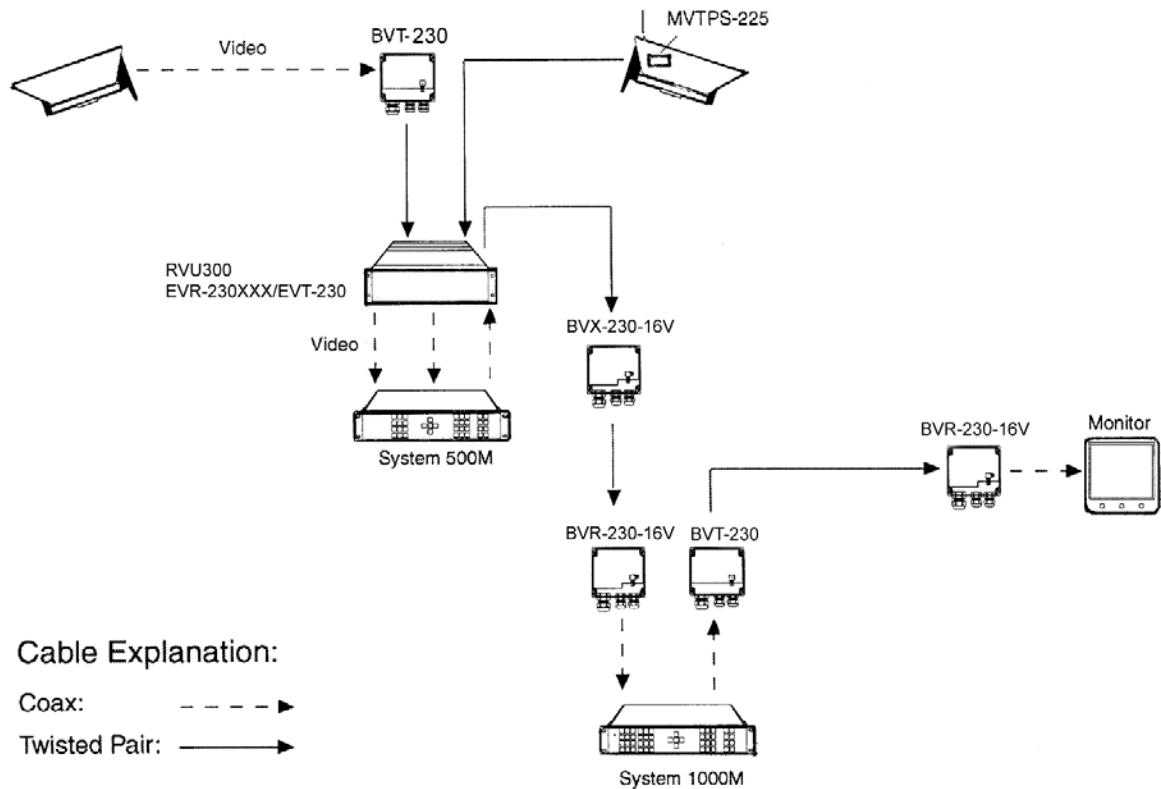 MVTPS-225
BVT-230
Video
RVU300
EVR-230XXX/EVT-230
Video
BVX-230-16V
System 500M
BVR-230-16V
Monitor
BVR-230-16V
BVT-230
Cable Explanation:
Coax:
Twisted Pair:
System 1000M